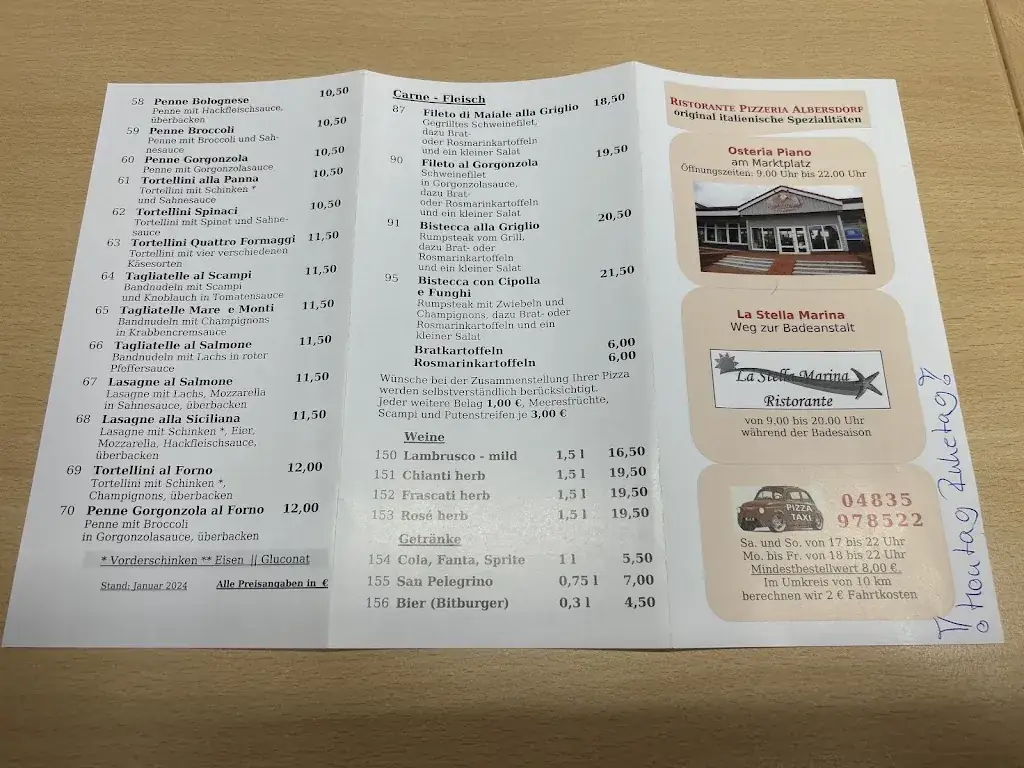 58 Penne Bolognese 10,50
Penne mit Hackfleischsauce,
überbacken
59 Penne Broccoli 10,50
Penne mit Broccoli und Sah-
nesauce
60 Penne Gorgonzola 10,50
Penne mit Gorgonzolasauce
61 Tortellini alla Panna 10,50
Tortellini mit Schinken *
und Sahnesauce
62 Tortellini Spinaci 10,50
Tortellini mit Spinat und Sahne-
sauce
63 Tortellini Quattro Formaggi 11,50
Tortellini mit vier verschiedenen
Käsesorten
64 Tagliatelle al Scampi 11,50
Bandnudeln mit Scampi
und Knoblauch in Tomatensauce
65 Tagliatelle Mare e Monti 11,50
Bandnudeln mit Champignons
in Krabbencremsauce
66 Tagliatelle al Salmone 11,50
Bandnudeln mit Lachs in roter
Pfeffersauce
67 Lasagne al Salmone 11,50
Lasagne mit Lachs, Mozzarella
in Sahnesauce, überbacken
68 Lasagne alla Siciliana 11,50
Lasagne mit Schinken *, Eier,
Mozzarella, Hackfleischsauce,
überbacken
69 Tortellini al Forno 12,00
Tortellini mit Schinken *,
Champignons, überbacken
70 Penne Gorgonzola al Forno 12,00
Penne mit Broccoli
in Gorgonzolasauce, überbacken
* Vorderschinken ** Eisen || Gluconat
Stand: Januar 2024 Alle Preisangaben in €
Carne - Fleisch
87 Fileto di Maiale alla Griglio 18,50
Gegrilltes Schweinefilet,
dazu Brat-
oder Rosmarinkartoffeln
und ein kleiner Salat
90 Fileto al Gorgonzola 19,50
Schweinefilet
in Gorgonzolasauce,
dazu Brat-
oder Rosmarinkartoffeln
und ein kleiner Salat
91 Bistecca alla Griglio 20,50
Rumpsteak vom Grill,
dazu Brat- oder
Rosmarinkartoffeln
und ein kleiner Salat
95 Bistecca con Cipolla 21,50
e Funghi
Rumpsteak mit Zwiebeln und
Champignons, dazu Brat- oder
Rosmarinkartoffeln und ein
kleiner Salat
Bratkartoffeln 6,00
Rosmarinkartoffeln 6,00
Wünsche bei der Zusammenstellung Ihrer Pizza
werden selbstverständlich berücksichtigt.
Jeder weitere Belag 1,00 €, Meeresfrüchte,
Scampi und Putenstreifen je 3,00 €
Weine
150 Lambrusco - mild 1,5 l 16,50
151 Chianti herb 1,5 l 19,50
152 Frascati herb 1,5 l 19,50
153 Rosé herb 1,5 l 19,50
Getränke
154 Cola, Fanta, Sprite 1 l 5,50
155 San Pelegrino 0,75 l 7,00
156 Bier (Bitburger) 0,3 l 4,50
Ristorante Pizzeria Albersdorf
original italienische Spezialitäten
Osteria Piano
am Marktplatz
Öffnungszeiten: 9.00 Uhr bis 22.00 Uhr
La Stella Marina
Weg zur Badeanstalt
La Stella Marina
Ristorante
von 9.00 bis 20.00 Uhr
während der Badesaison
PIZZA
TAXI
04835
978522
Sa. und So. von 17 bis 22 Uhr
Mo. bis Fr. von 18 bis 22 Uhr
Mindestbestellwert 8,00 €.
Im Umkreis von 10 km
berechnen wir 2 € Fahrtkosten
! Montag Ruhetag !